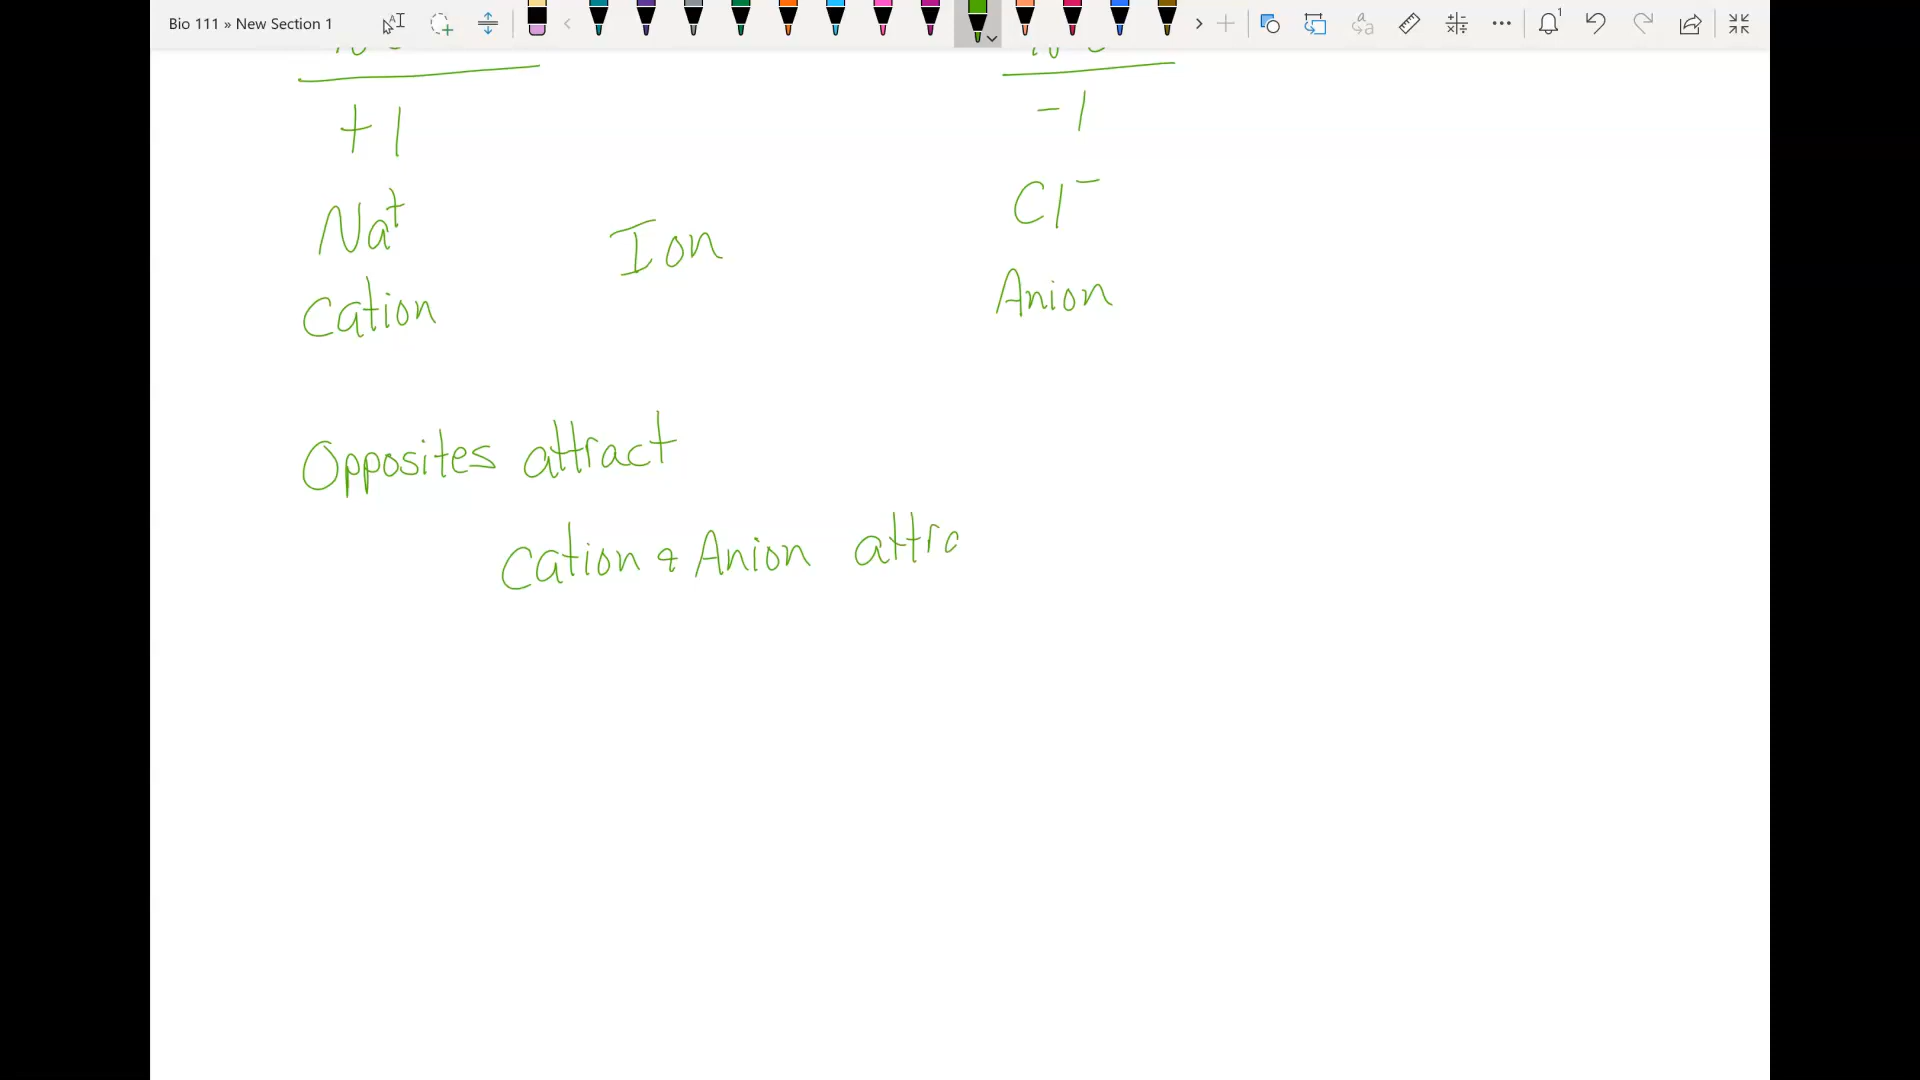 Bio 111 » New Section 1
+1
-1
Na⁺
Cl⁻
Ion
Cation
Anion
Opposites attract
Cation & Anion attra